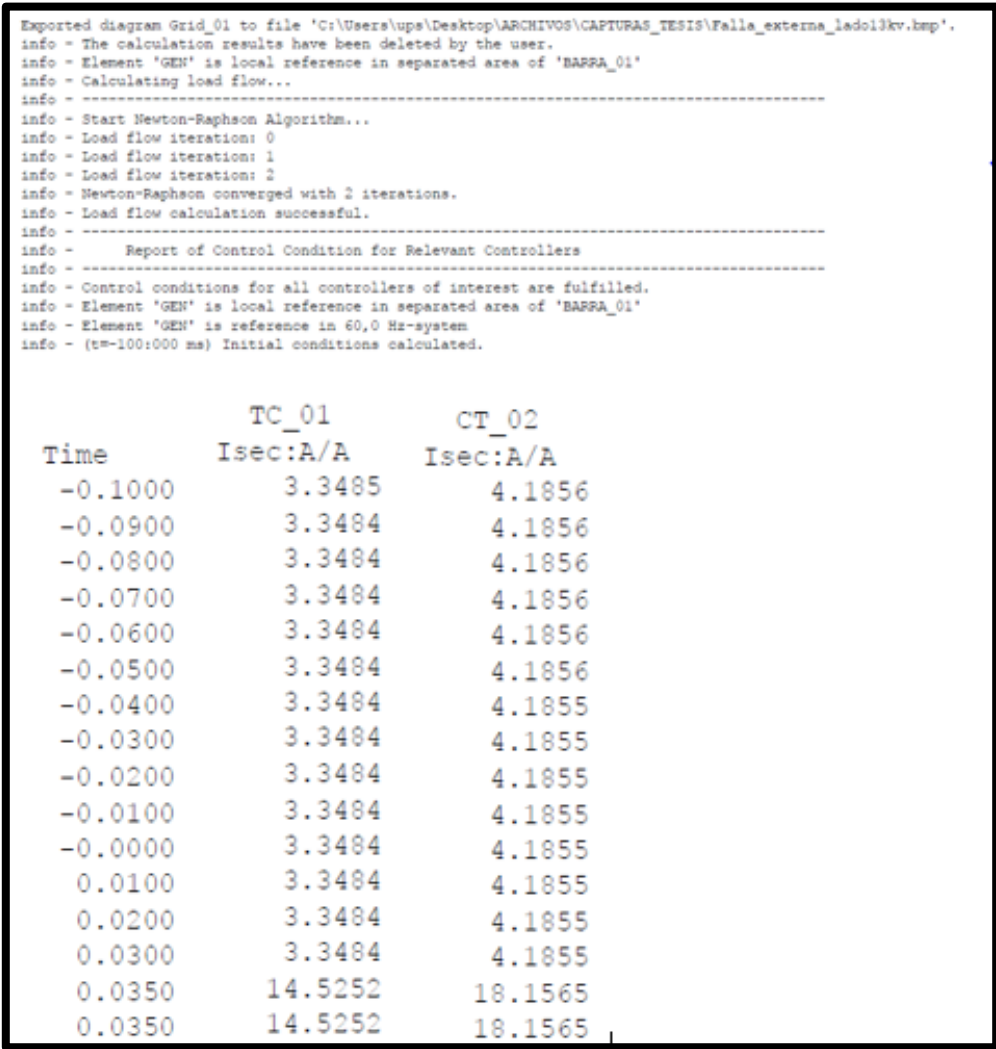 Exported diagram Grid_01 to file 'C:\Users\ups\Desktop\ARCHIVOS\CAPTURAS_TESIS\Falla_externa_lado13kv.bmp'.
info - The calculation results have been deleted by the user.
info - Element 'GEN' is local reference in separated area of 'BARRA_01'
info - Calculating load flow...
info - --------------------------------------------------------------------------------
info - Start Newton-Raphson Algorithm...
info - Load flow iteration: 0
info - Load flow iteration: 1
info - Load flow iteration: 2
info - Newton-Raphson converged with 2 iterations.
info - Load flow calculation successful.
info - --------------------------------------------------------------------------------
info - Report of Control Condition for Relevant Controllers
info - --------------------------------------------------------------------------------
info - Control conditions for all controllers of interest are fulfilled.
info - Element 'GEN' is local reference in separated area of 'BARRA_01'
info - Element 'GEN' is reference in 60,0 Hz-system
info - (t=-100:000 ms) Initial conditions calculated.
TC_01 CT_02
Time Isec:A/A Isec:A/A
-0.1000 3.3485 4.1856
-0.0900 3.3484 4.1856
-0.0800 3.3484 4.1856
-0.0700 3.3484 4.1856
-0.0600 3.3484 4.1856
-0.0500 3.3484 4.1856
-0.0400 3.3484 4.1855
-0.0300 3.3484 4.1855
-0.0200 3.3484 4.1855
-0.0100 3.3484 4.1855
-0.0000 3.3484 4.1855
0.0100 3.3484 4.1855
0.0200 3.3484 4.1855
0.0300 3.3484 4.1855
0.0350 14.5252 18.1565
0.0350 14.5252 18.1565